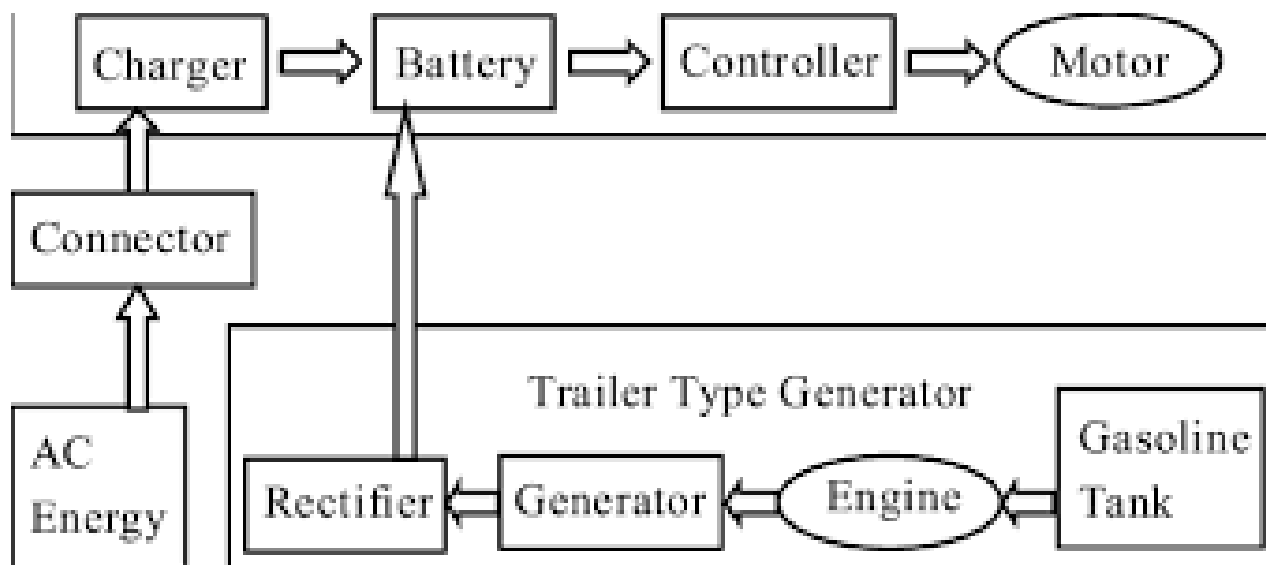 Charger
Battery
Controller
Motor
Connector
Trailer Type Generator
AC
Energy
Rectifier
Generator
Engine
Gasoline
Tank